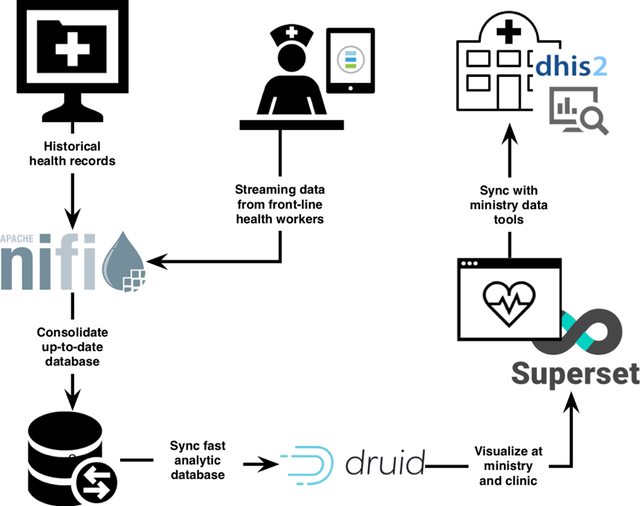 Historical
health records
Streaming data
from front-line
health workers
dhis2
Sync with
ministry data
tools
APACHE
nifi
Consolidate
up-to-date
database
Superset
Sync fast
analytic
database
druid
Visualize at
ministry
and clinic